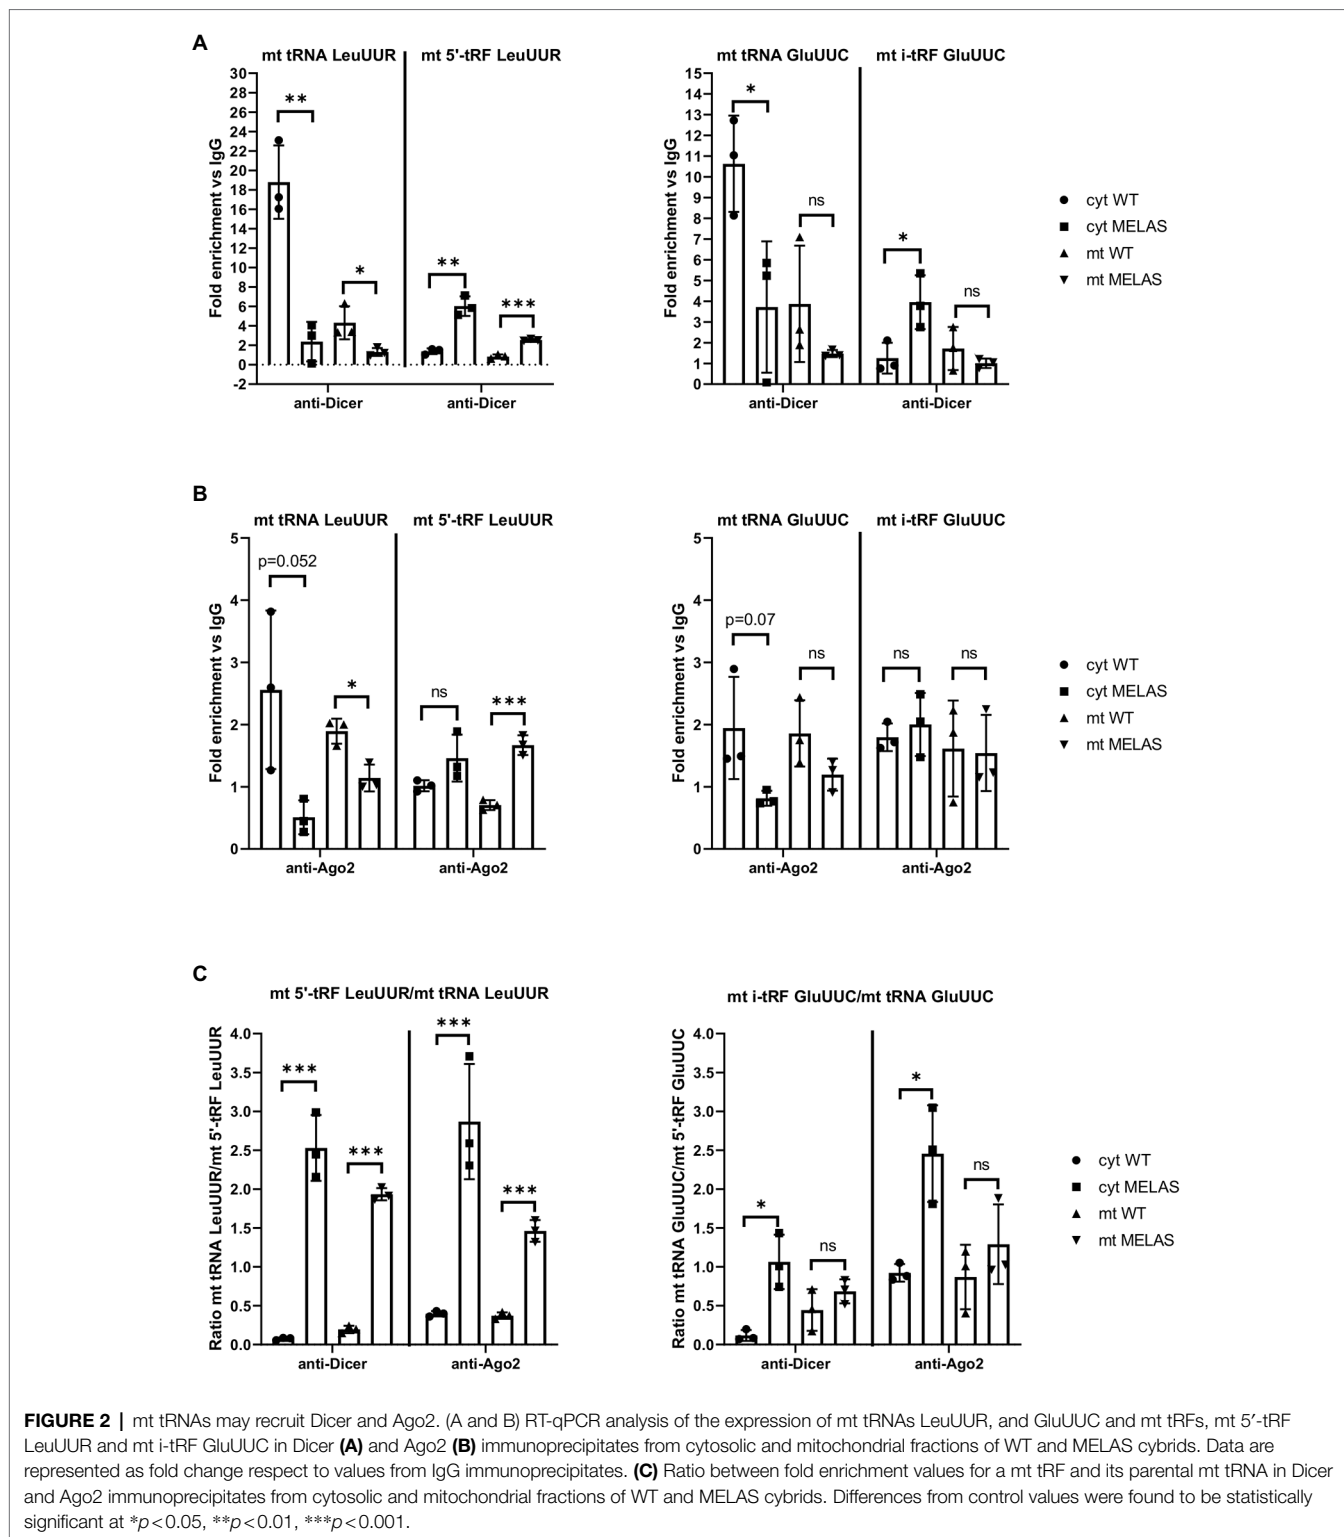 A
mt tRNA LeuUUR
mt 5'-tRF LeuUUR
Fold enrichment vs IgG
30
28
26
24
22
20
18
16
14
12
10
8
6
4
2
0
-2
**
*
**
***
anti-Dicer
anti-Dicer
mt tRNA GluUUC
mt i-tRF GluUUC
Fold enrichment vs IgG
15
14
13
12
11
10
9
8
7
6
5
4
3
2
1
0
*
ns
*
ns
anti-Dicer
anti-Dicer
cyt WT
cyt MELAS
mt WT
mt MELAS
B
mt tRNA LeuUUR
mt 5'-tRF LeuUUR
Fold enrichment vs IgG
5
4
3
2
1
0
p=0.052
*
ns
***
anti-Ago2
anti-Ago2
mt tRNA GluUUC
mt i-tRF GluUUC
Fold enrichment vs IgG
5
4
3
2
1
0
p=0.07
ns
ns
ns
anti-Ago2
anti-Ago2
cyt WT
cyt MELAS
mt WT
mt MELAS
C
mt 5'-tRF LeuUUR/mt tRNA LeuUUR
Ratio mt tRNA LeuUUR/mt 5'-tRF LeuUUR
4.0
3.5
3.0
2.5
2.0
1.5
1.0
0.5
0.0
***
***
***
***
anti-Dicer
anti-Ago2
mt i-tRF GluUUC/mt tRNA GluUUC
Ratio mt tRNA GluUUC/mt 5'-tRF GluUUC
4.0
3.5
3.0
2.5
2.0
1.5
1.0
0.5
0.0
*
ns
*
ns
anti-Dicer
anti-Ago2
cyt WT
cyt MELAS
mt WT
mt MELAS
FIGURE 2 | mt tRNAs may recruit Dicer and Ago2. (A and B) RT-qPCR analysis of the expression of mt tRNAs LeuUUR, and GluUUC and mt tRFs, mt 5′-tRF
LeuUUR and mt i-tRF GluUUC in Dicer (A) and Ago2 (B) immunoprecipitates from cytosolic and mitochondrial fractions of WT and MELAS cybrids. Data are
represented as fold change respect to values from IgG immunoprecipitates. (C) Ratio between fold enrichment values for a mt tRF and its parental mt tRNA in Dicer
and Ago2 immunoprecipitates from cytosolic and mitochondrial fractions of WT and MELAS cybrids. Differences from control values were found to be statistically
significant at *p<0.05, **p<0.01, ***p<0.001.